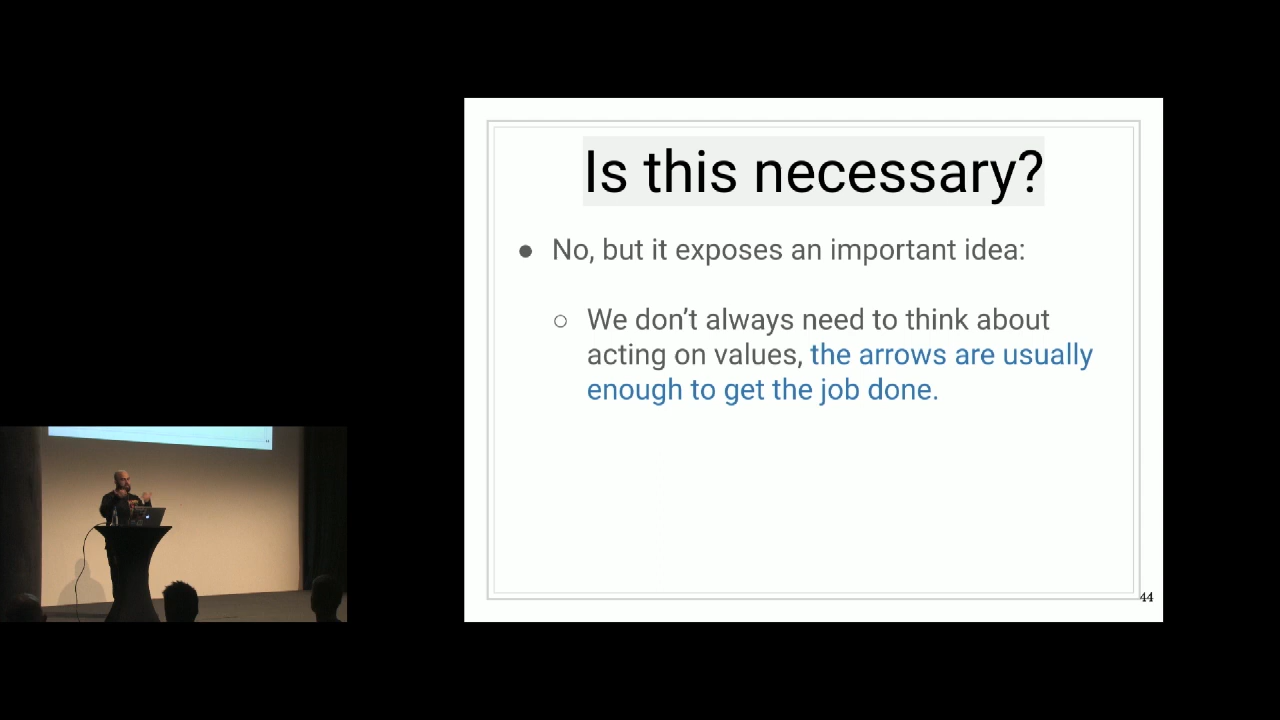 Is this necessary?
● No, but it exposes an important idea:
○ We don’t always need to think about
acting on values, the arrows are usually
enough to get the job done.
44